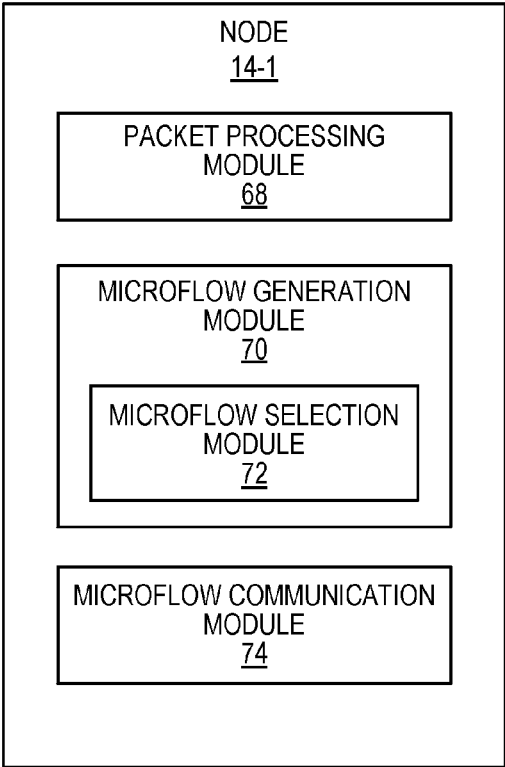 NODE
14-1
PACKET PROCESSING
MODULE
68
MICROFLOW GENERATION
MODULE
70
MICROFLOW SELECTION
MODULE
72
MICROFLOW COMMUNICATION
MODULE
74